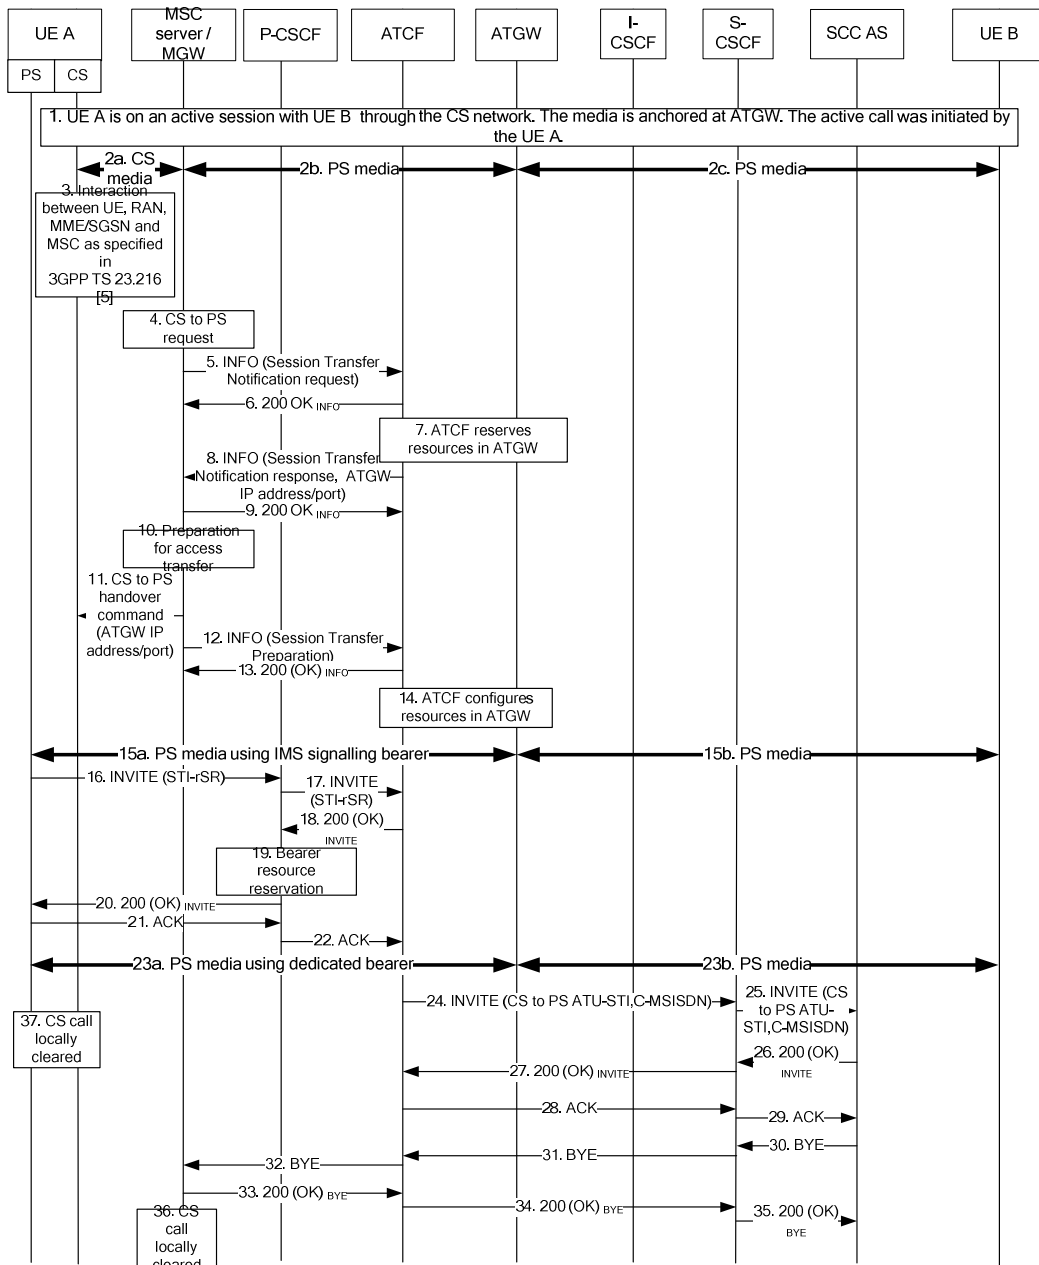 UE A
MSC
server /
MGW
P-CSCF
ATCF
ATGW
I-
CSCF
S-
CSCF
SCC AS
UE B
PS
CS
1. UE A is on an active session with UE B through the CS network. The media is anchored at ATGW. The active call was initiated by
the UE A.
2a. CS
media
2b. PS media
2c. PS media
3. Interaction
between UE, RAN,
MME/SGSN and
MSC as specified
in
3GPP TS 23.216
[5]
4. CS to PS
request
5. INFO (Session Transfer
Notification request)
6. 200 OK INFO
7. ATCF reserves
resources in ATGW
8. INFO (Session Transfer
Notification response, ATGW
IP address/port)
9. 200 OK INFO
10. Preparation
for access
transfer
11. CS to PS
handover
command
(ATGW IP
address/port)
12. INFO (Session Transfer
Preparation)
13. 200 (OK) INFO
14. ATCF configures
resources in ATGW
15a. PS media using IMS signalling bearer
15b. PS media
16. INVITE (STI-rSR)
17. INVITE
(STI-rSR)
18. 200 (OK)
INVITE
19. Bearer
resource
reservation
20. 200 (OK) INVITE
21. ACK
22. ACK
23a. PS media using dedicated bearer
23b. PS media
24. INVITE (CS to PS ATU-STI,C-MSISDN)
25. INVITE (CS
to PS ATU-
STI,C-MSISDN)
37. CS call
locally
cleared
26. 200 (OK)
INVITE
27. 200 (OK) INVITE
28. ACK
29. ACK
30. BYE
31. BYE
32. BYE
33. 200 (OK) BYE
34. 200 (OK) BYE
35. 200 (OK)
BYE
36. CS
call
locally
cleared